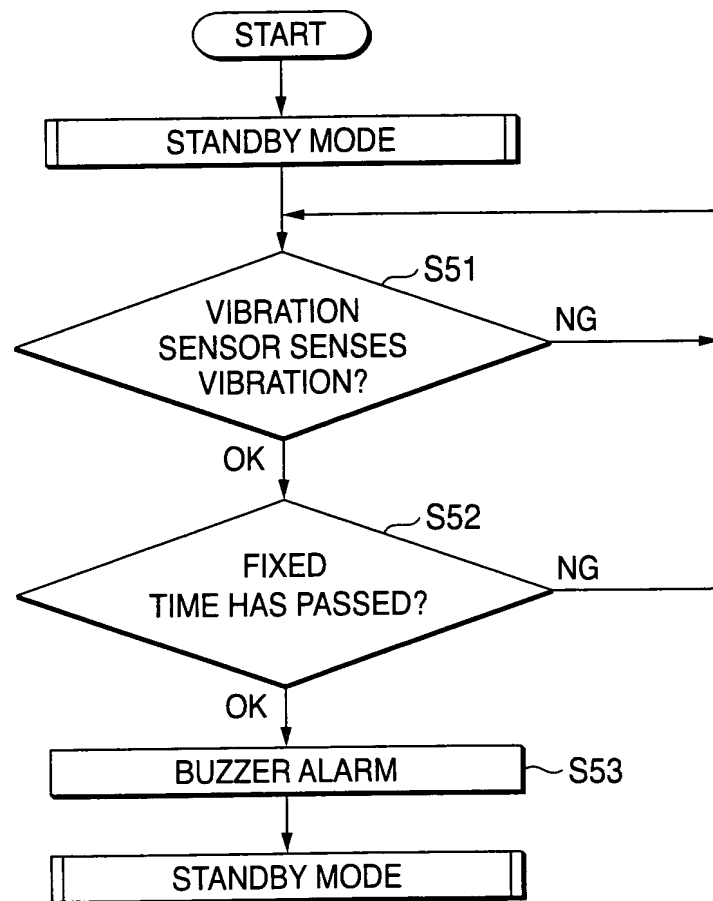 START
STANDBY MODE
S51
VIBRATION
SENSOR SENSES
VIBRATION?
NG
OK
S52
FIXED
TIME HAS PASSED?
NG
OK
BUZZER ALARM
S53
STANDBY MODE